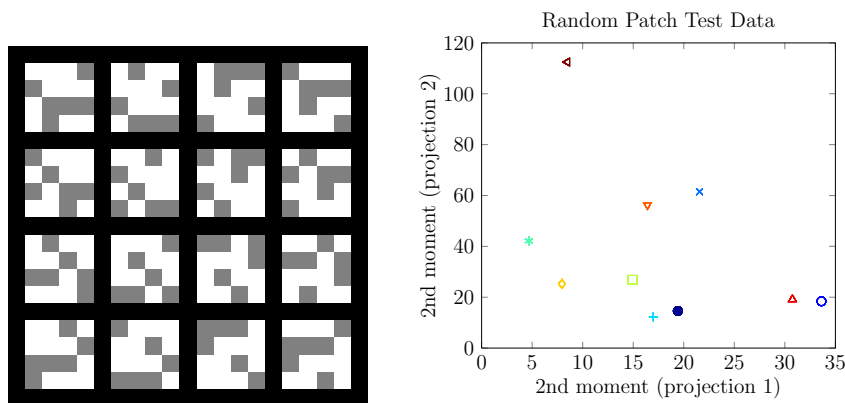 Random Patch Test Data
120
100
80
60
40
20
0
2nd moment (projection 2)
0 5 10 15 20 25 30 35
2nd moment (projection 1)